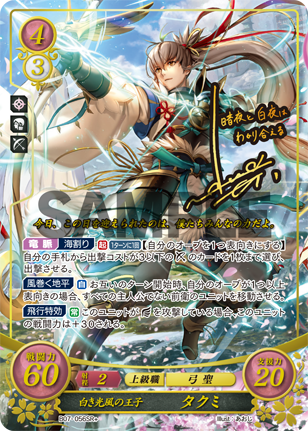 4
3
暗夜と白夜は
わかり合える
SAMPLE
今日、この日を迎えられたのは、僕たちみんなの力だよ。
竜脈 海割り 起 1ターンに1回 【自分のオーブを1つ表向きにする】
自分の手札から出撃コストが3以下の のカードを1枚まで選び、
出撃させる。
風巻く地平 自 お互いのターン開始時、自分のオーブが1つ以上
表向きの場合、すべての主人公でない前衛のユニットを移動させる。
飛行特効 常 このユニットが を攻撃している場合、このユニット
の戦闘力は+30される。
戦闘力
60
射程 2 上級職 弓聖
支援力
20
白き光風の王子 タクミ
B07-056SR+
Illust:あおじ